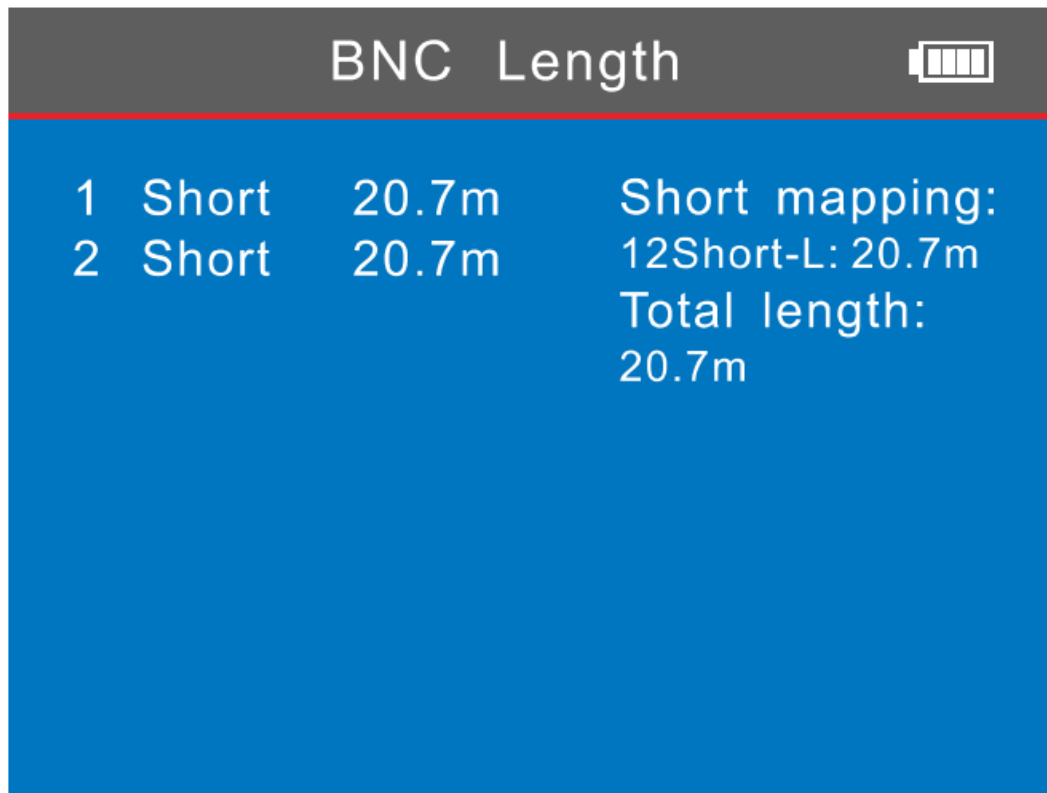 BNC Length
1 Short 20.7m
2 Short 20.7m
Short mapping:
12Short-L: 20.7m
Total length:
20.7m